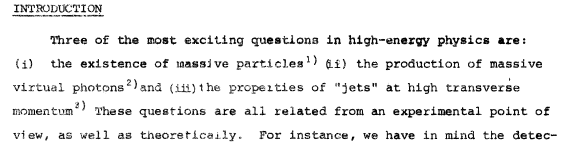 INTRODUCTION
Three of the most exciting questions in high-energy physics are:
(i) the existence of massive particles1) (ii) the production of massive
virtual photons2) and (iii) the properties of "jets" at high transverse
momentum3) These questions are all related from an experimental point of
view, as well as theoretically. For instance, we have in mind the detec-